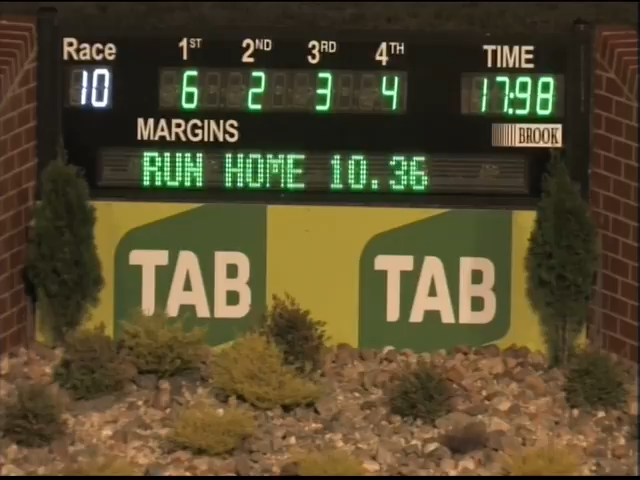 Race 1ST 2ND 3RD 4TH TIME
10 6 2 3 4 17:98
MARGINS BROOK
RUN HOME 10.36
TAB TAB